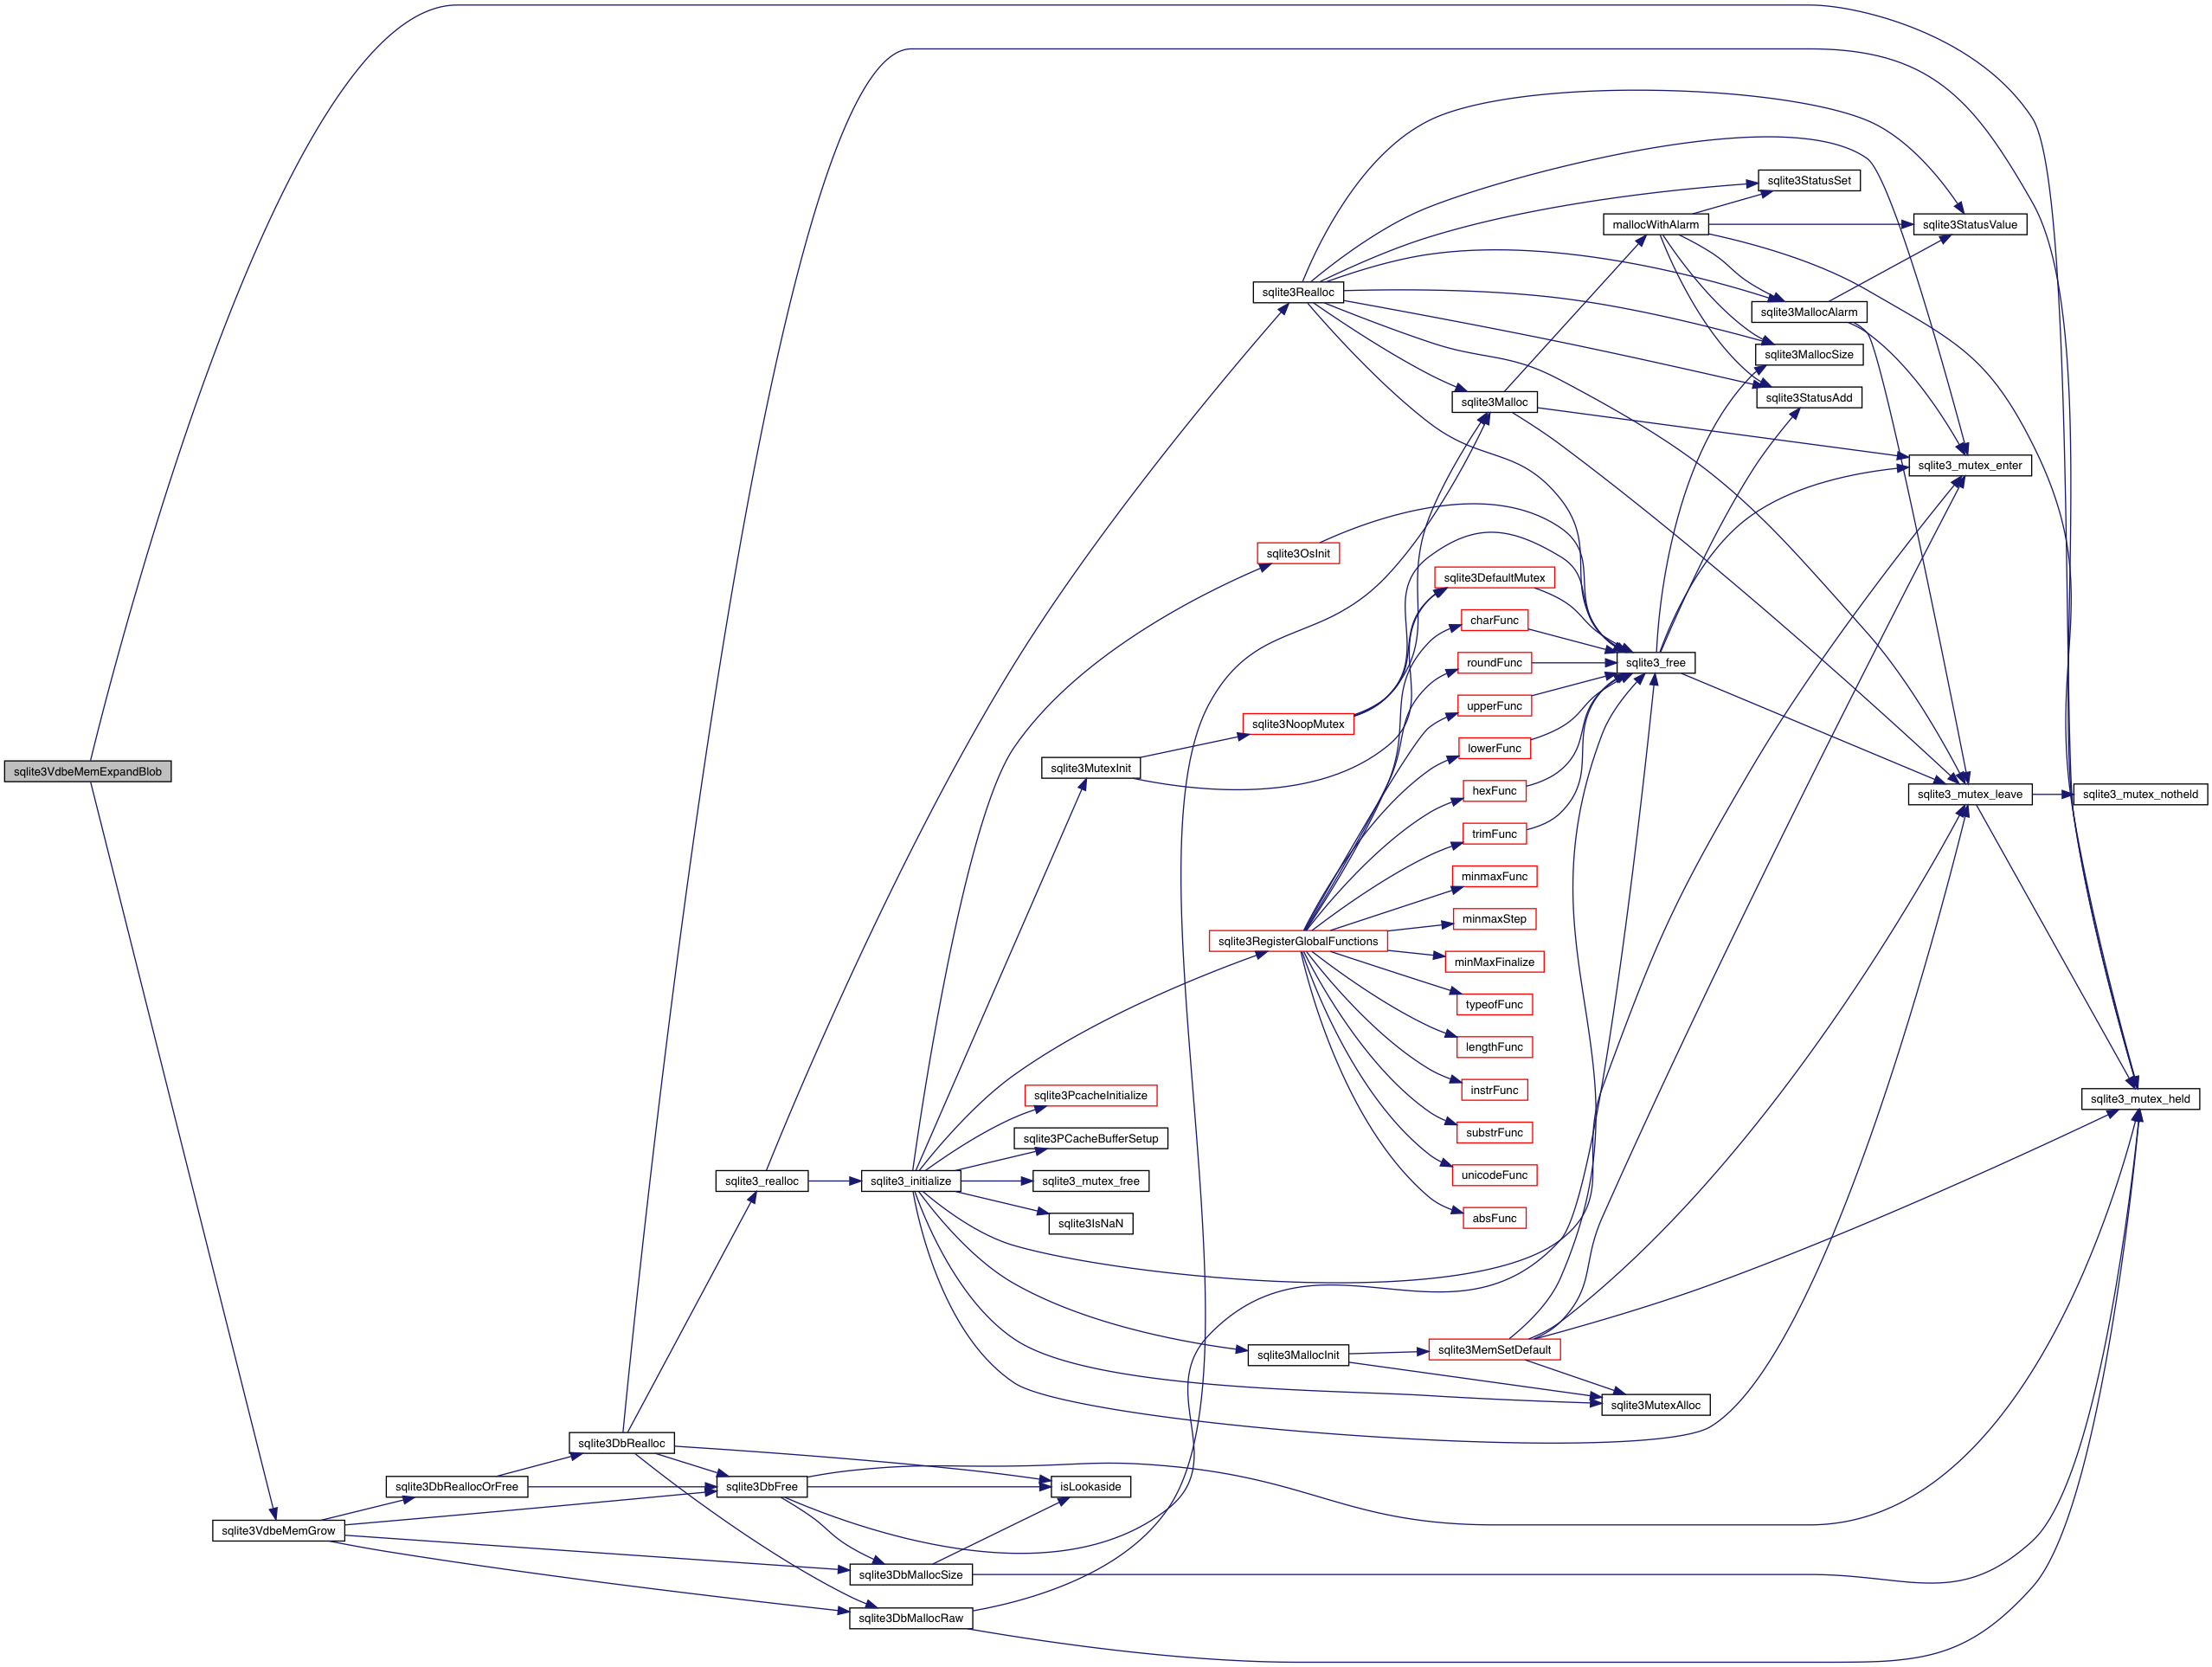 sqlite3StatusSet
mallocWithAlarm
sqlite3StatusValue
sqlite3Realloc
sqlite3MallocAlarm
sqlite3MallocSize
sqlite3StatusAdd
sqlite3Malloc
sqlite3_mutex_enter
sqlite3OsInit
sqlite3DefaultMutex
charFunc
roundFunc
sqlite3_free
upperFunc
sqlite3NoopMutex
lowerFunc
sqlite3MutexInit
sqlite3VdbeMemExpandBlob
hexFunc
sqlite3_mutex_leave
sqlite3_mutex_notheld
trimFunc
minmaxFunc
minmaxStep
sqlite3RegisterGlobalFunctions
minMaxFinalize
typeofFunc
lengthFunc
sqlite3PcacheInitialize
instrFunc
sqlite3_mutex_held
substrFunc
sqlite3PCacheBufferSetup
unicodeFunc
sqlite3_realloc
sqlite3_initialize
sqlite3_mutex_free
absFunc
sqlite3IsNaN
sqlite3MemSetDefault
sqlite3MallocInit
sqlite3MutexAlloc
sqlite3DbRealloc
sqlite3DbReallocOrFree
sqlite3DbFree
isLookaside
sqlite3VdbeMemGrow
sqlite3DbMallocSize
sqlite3DbMallocRaw